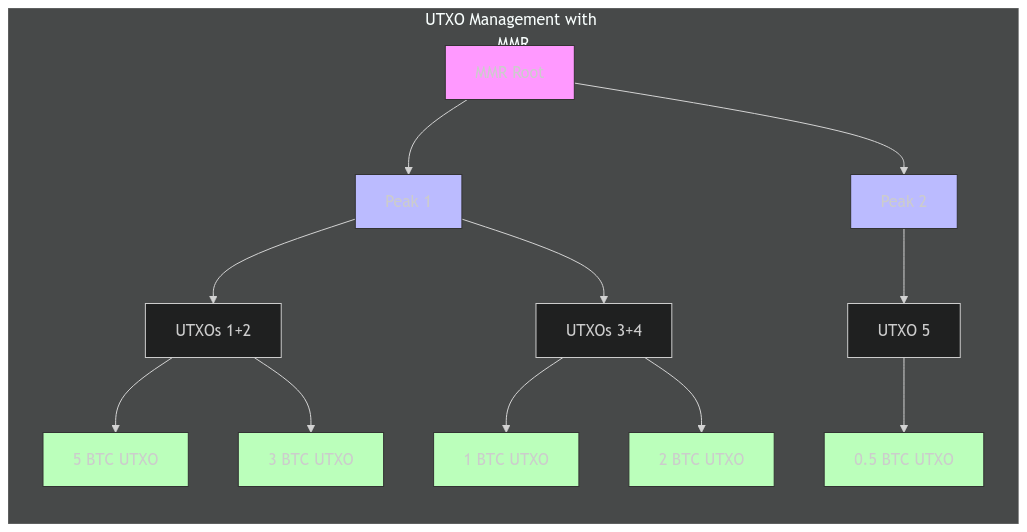 UTXO Management with
MMR
MMR Root
Peak 1
Peak 2
UTXOs 1+2
UTXOs 3+4
UTXO 5
5 BTC UTXO
3 BTC UTXO
1 BTC UTXO
2 BTC UTXO
0.5 BTC UTXO